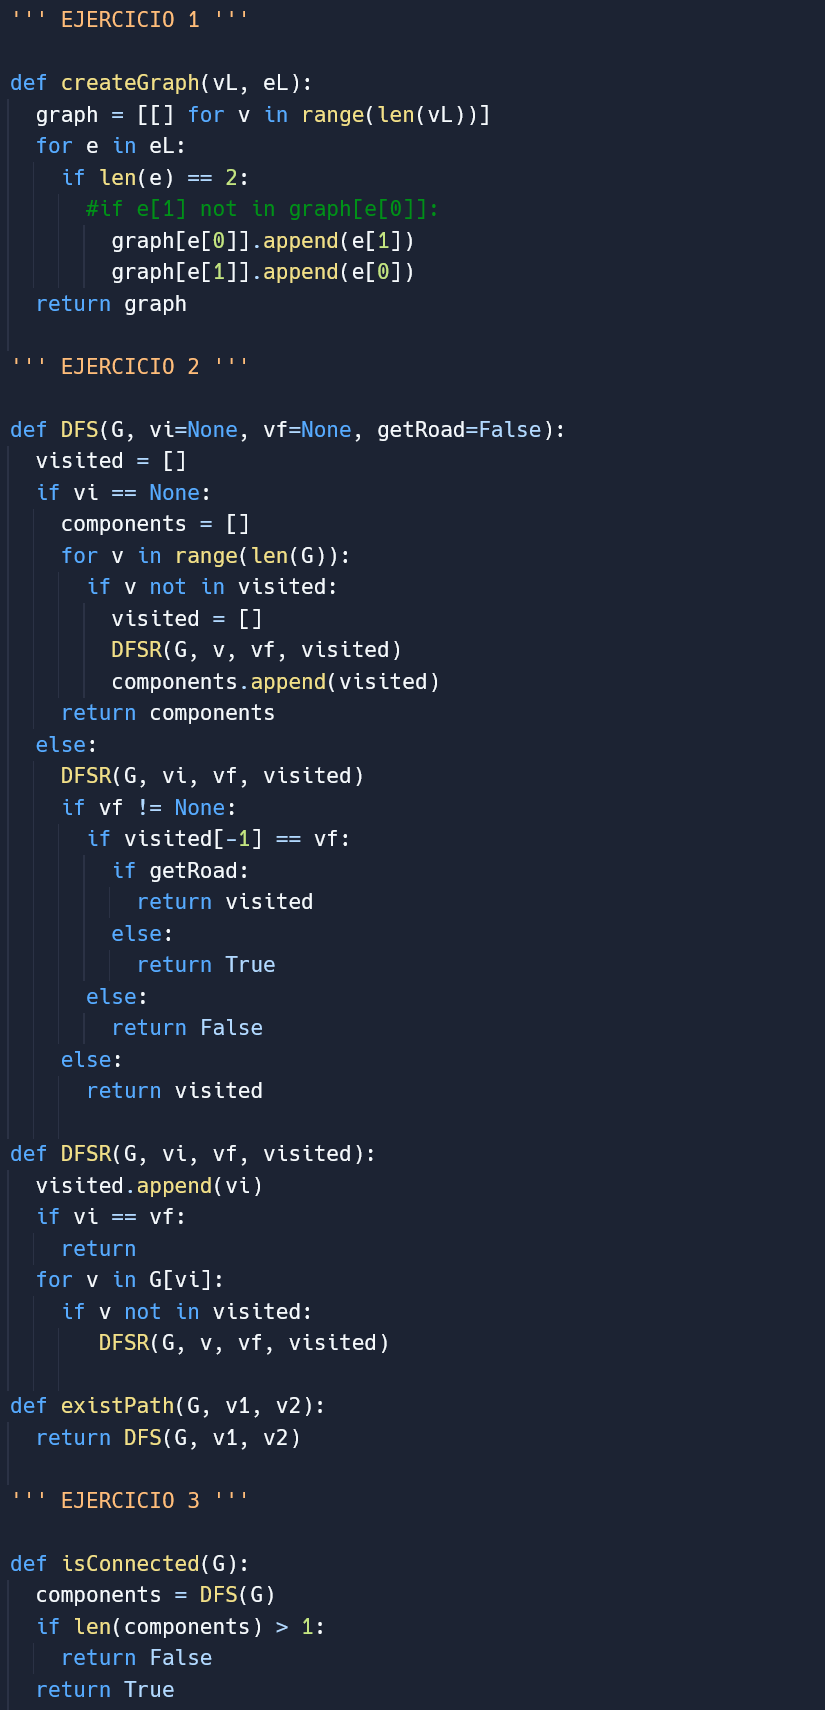 ''' EJERCICIO 1 '''
def createGraph(vL, eL):
  graph = [[] for v in range(len(vL))]
  for e in eL:
    if len(e) == 2:
      #if e[1] not in graph[e[0]]:
        graph[e[0]].append(e[1])
        graph[e[1]].append(e[0])
  return graph
''' EJERCICIO 2 '''
def DFS(G, vi=None, vf=None, getRoad=False):
  visited = []
  if vi == None:
    components = []
    for v in range(len(G)):
      if v not in visited:
        visited = []
        DFSR(G, v, vf, visited)
        components.append(visited)
    return components
  else:
    DFSR(G, vi, vf, visited)
    if vf != None:
      if visited[-1] == vf:
        if getRoad:
          return visited
        else:
          return True
      else:
        return False
    else:
      return visited
def DFSR(G, vi, vf, visited):
  visited.append(vi)
  if vi == vf:
    return
  for v in G[vi]:
    if v not in visited:
       DFSR(G, v, vf, visited)
def existPath(G, v1, v2):
  return DFS(G, v1, v2)
''' EJERCICIO 3 '''
def isConnected(G):
  components = DFS(G)
  if len(components) > 1:
    return False
  return True